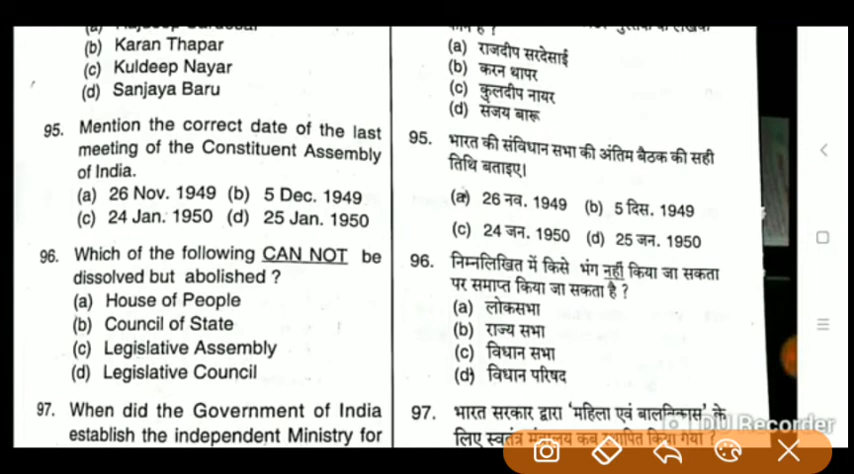 (b) Karan Thapar
(c) Kuldeep Nayar
(d) Sanjaya Baru
95. Mention the correct date of the last
meeting of the Constituent Assembly
of India.
(a) 26 Nov. 1949 (b) 5 Dec. 1949
(c) 24 Jan. 1950 (d) 25 Jan. 1950
96. Which of the following CAN NOT be
dissolved but abolished ?
(a) House of People
(b) Council of State
(c) Legislative Assembly
(d) Legislative Council
97. When did the Government of India
establish the independent Ministry for
(a) राजदीप सरदेसाई
(b) करन थापर
(c) कुलदीप नायर
(d) संजय बारू
95. भारत की संविधान सभा की अंतिम बैठक की सही
तिथि बताइए।
(a) 26 नव. 1949 (b) 5 दिस. 1949
(c) 24 जन. 1950 (d) 25 जन. 1950
96. निम्नलिखित में किसे भंग नहीं किया जा सकता
पर समाप्त किया जा सकता है ?
(a) लोकसभा
(b) राज्य सभा
(c) विधान सभा
(d) विधान परिषद
97. भारत सरकार द्वारा 'महिला एवं बालविकास' के
लिए स्वतंत्र मंत्रालय कब स्थापित किया गया ?
DU Recorder